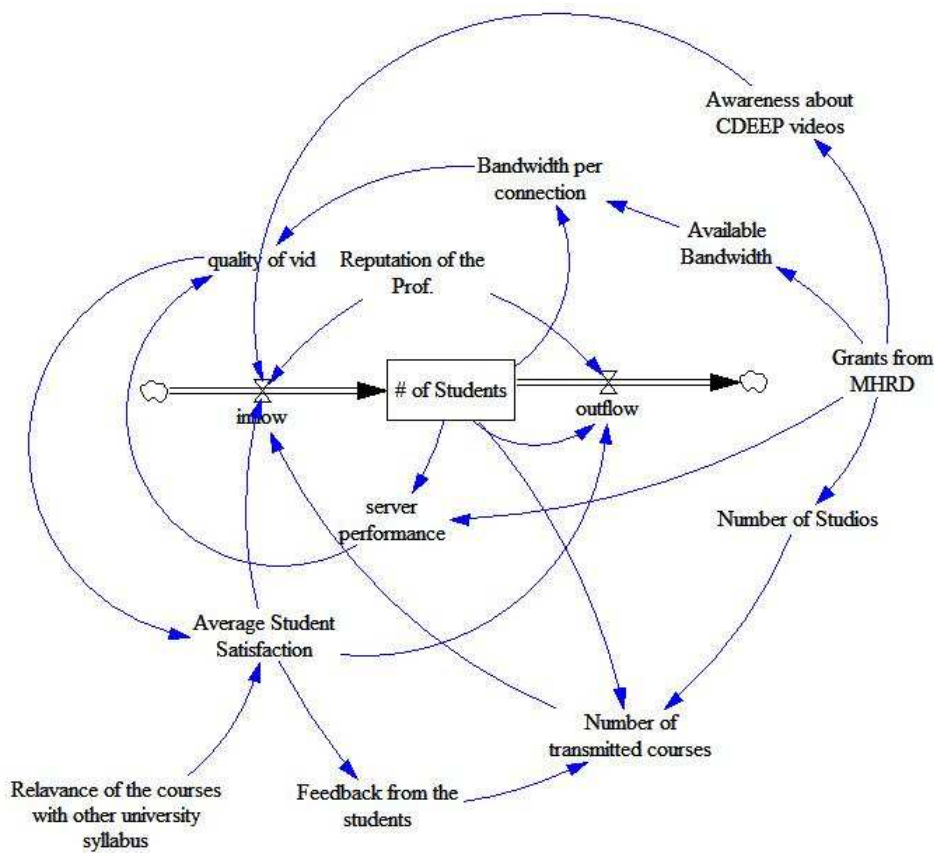 Awareness about
CDEEP videos
Bandwidth per
connection
Available
Bandwidth
quality of vid
Reputation of the
Prof.
Grants from
MHRD
# of Students
inflow
outflow
server
performance
Number of Studios
Average Student
Satisfaction
Number of
transmitted courses
Relavance of the courses
with other university
syllabus
Feedback from the
students